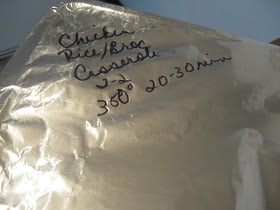 Chicken
Rice/Broc
Casserole
2-2
350° 20-30 min